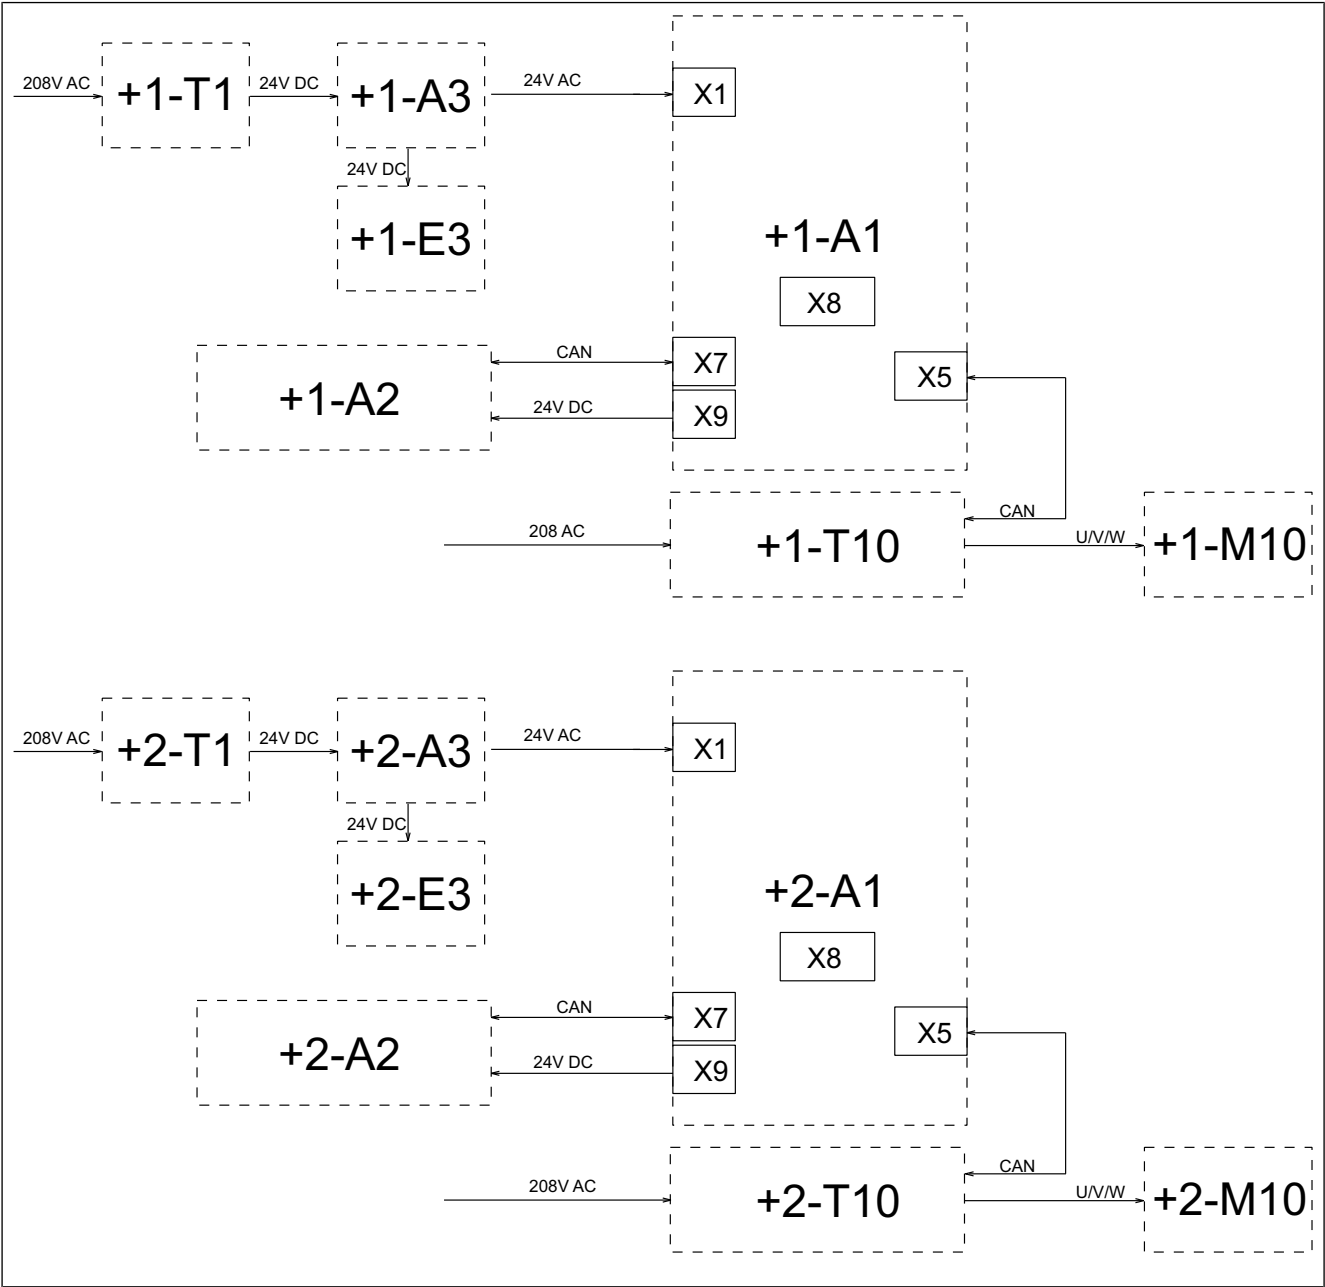 208V AC
+1-T1
24V DC
+1-A3
24V AC
X1
24V DC
+1-E3
+1-A1
X8
+1-A2
CAN
X7
24V DC
X9
X5
CAN
208 AC
+1-T10
U/V/W
+1-M10
208V AC
+2-T1
24V DC
+2-A3
24V AC
X1
24V DC
+2-E3
+2-A1
X8
+2-A2
CAN
X7
24V DC
X9
X5
CAN
208V AC
+2-T10
U/V/W
+2-M10